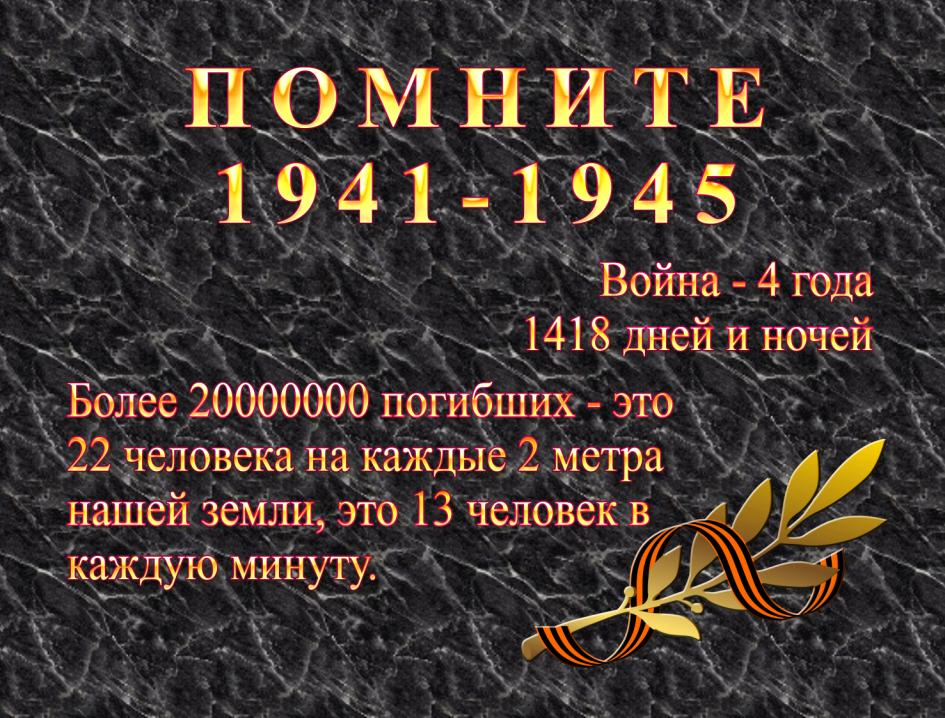 ПОМНИТЕ
1941-1945
Война - 4 года
1418 дней и ночей
Более 20000000 погибших - это
22 человека на каждые 2 метра
нашей земли, это 13 человек в
каждую минуту.